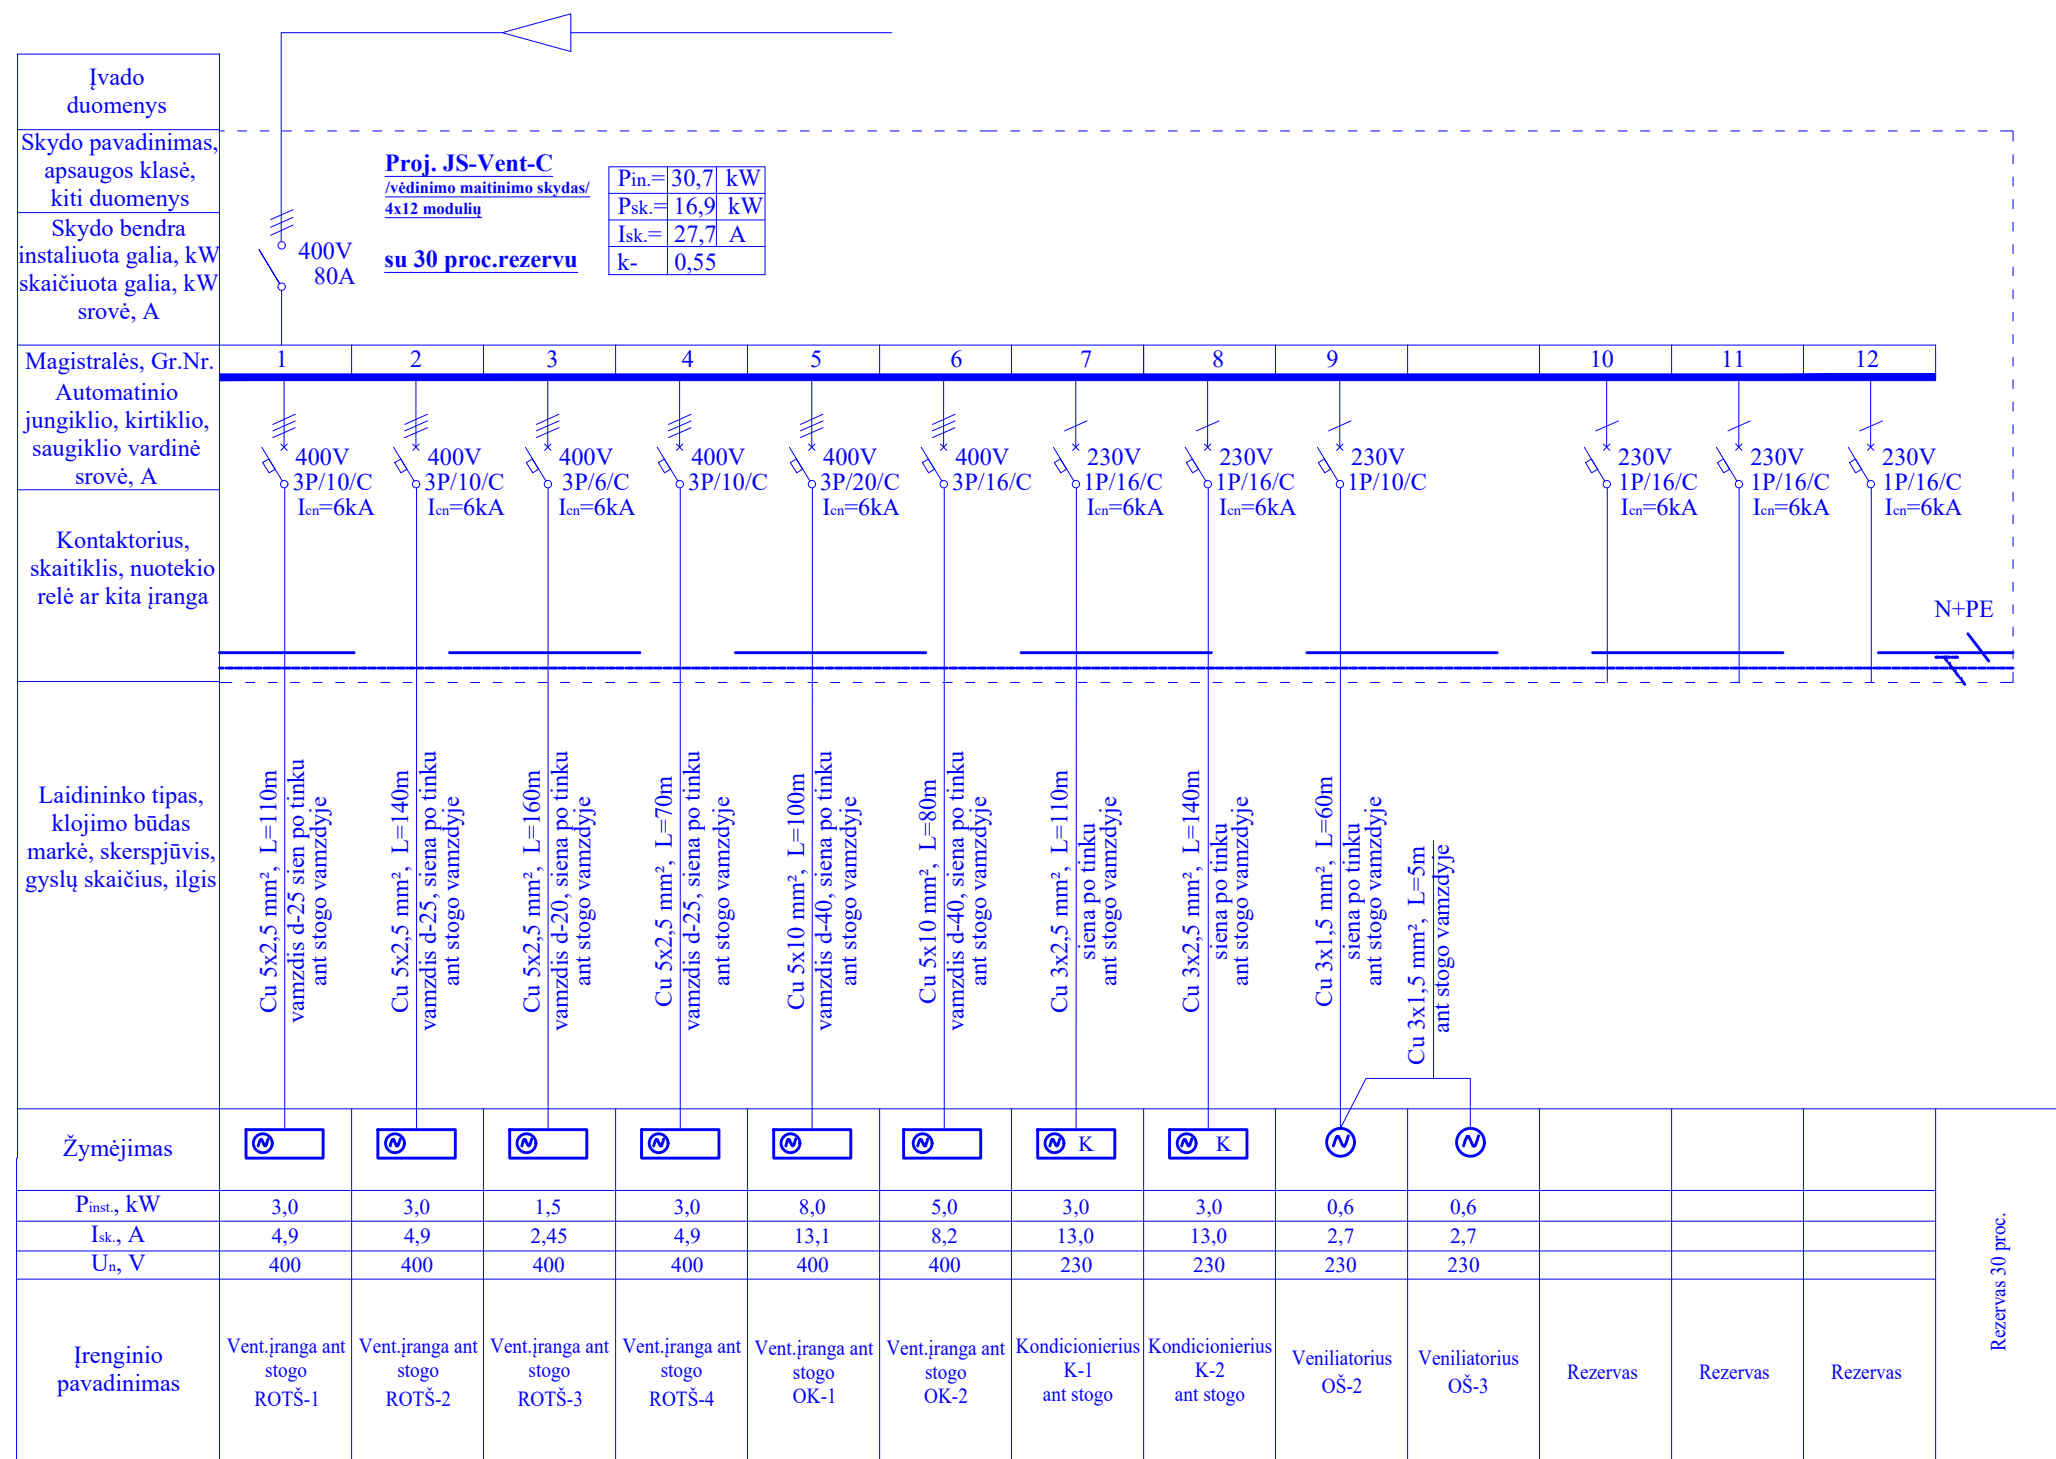 Įvado
duomenys
Skydo pavadinimas,
apsaugos klasė,
kiti duomenys
Skydo bendra
instaliuota galia, kW
skaičiuota galia, kW
srovė, A
400V
80A
Proj. JS-Vent-C
/vėdinimo maitinimo skydas/
4x12 modulių
su 30 proc.rezervu
Pin.= 30,7 kW
Psk.= 16,9 kW
Isk.= 27,7 A
k- 0,55
Magistralės, Gr.Nr.
1 2 3 4 5 6 7 8 9 10 11 12
Automatinio
jungiklio, kirtiklio,
saugiklio vardinė
srovė, A
400V
3P/10/C
Icn=6kA
400V
3P/10/C
Icn=6kA
400V
3P/6/C
Icn=6kA
400V
3P/10/C
400V
3P/20/C
Icn=6kA
400V
3P/16/C
230V
1P/16/C
Icn=6kA
230V
1P/16/C
Icn=6kA
230V
1P/10/C
230V
1P/16/C
Icn=6kA
230V
1P/16/C
Icn=6kA
230V
1P/16/C
Icn=6kA
Kontaktorius,
skaitiklis, nuotekio
relė ar kita įranga
N+PE
Laidininko tipas,
klojimo būdas
markė, skerspjūvis,
gyslų skaičius, ilgis
Cu 5x2,5 mm², L=110m
vamzdis d-25 sien po tinku
ant stogo vamzdyje
Cu 5x2,5 mm², L=140m
vamzdis d-25, siena po tinku
ant stogo vamzdyje
Cu 5x2,5 mm², L=160m
vamzdis d-20, siena po tinku
ant stogo vamzdyje
Cu 5x2,5 mm², L=70m
vamzdis d-25, siena po tinku
ant stogo vamzdyje
Cu 5x10 mm², L=100m
vamzdis d-40, siena po tinku
ant stogo vamzdyje
Cu 5x10 mm², L=80m
vamzdis d-40, siena po tinku
ant stogo vamzdyje
Cu 3x2,5 mm², L=110m
siena po tinku
ant stogo vamzdyje
Cu 3x2,5 mm², L=140m
siena po tinku
ant stogo vamzdyje
Cu 3x1,5 mm², L=60m
siena po tinku
ant stogo vamzdyje
Cu 3x1,5 mm², L=5m
ant stogo vamzdyje
Žymėjimas
K K
Pinst., kW 3,0 3,0 1,5 3,0 8,0 5,0 3,0 3,0 0,6 0,6
Isk., A 4,9 4,9 2,45 4,9 13,1 8,2 13,0 13,0 2,7 2,7
Un, V 400 400 400 400 400 400 230 230 230 230
Įrenginio
pavadinimas
Vent.įranga ant
stogo
ROTŠ-1
Vent.įranga ant
stogo
ROTŠ-2
Vent.įranga ant
stogo
ROTŠ-3
Vent.įranga ant
stogo
ROTŠ-4
Vent.įranga ant
stogo
OK-1
Vent.įranga ant
stogo
OK-2
Kondicionierius
K-1
ant stogo
Kondicionierius
K-2
ant stogo
Veniliatorius
OŠ-2
Veniliatorius
OŠ-3
Rezervas
Rezervas
Rezervas
Rezervas 30 proc.